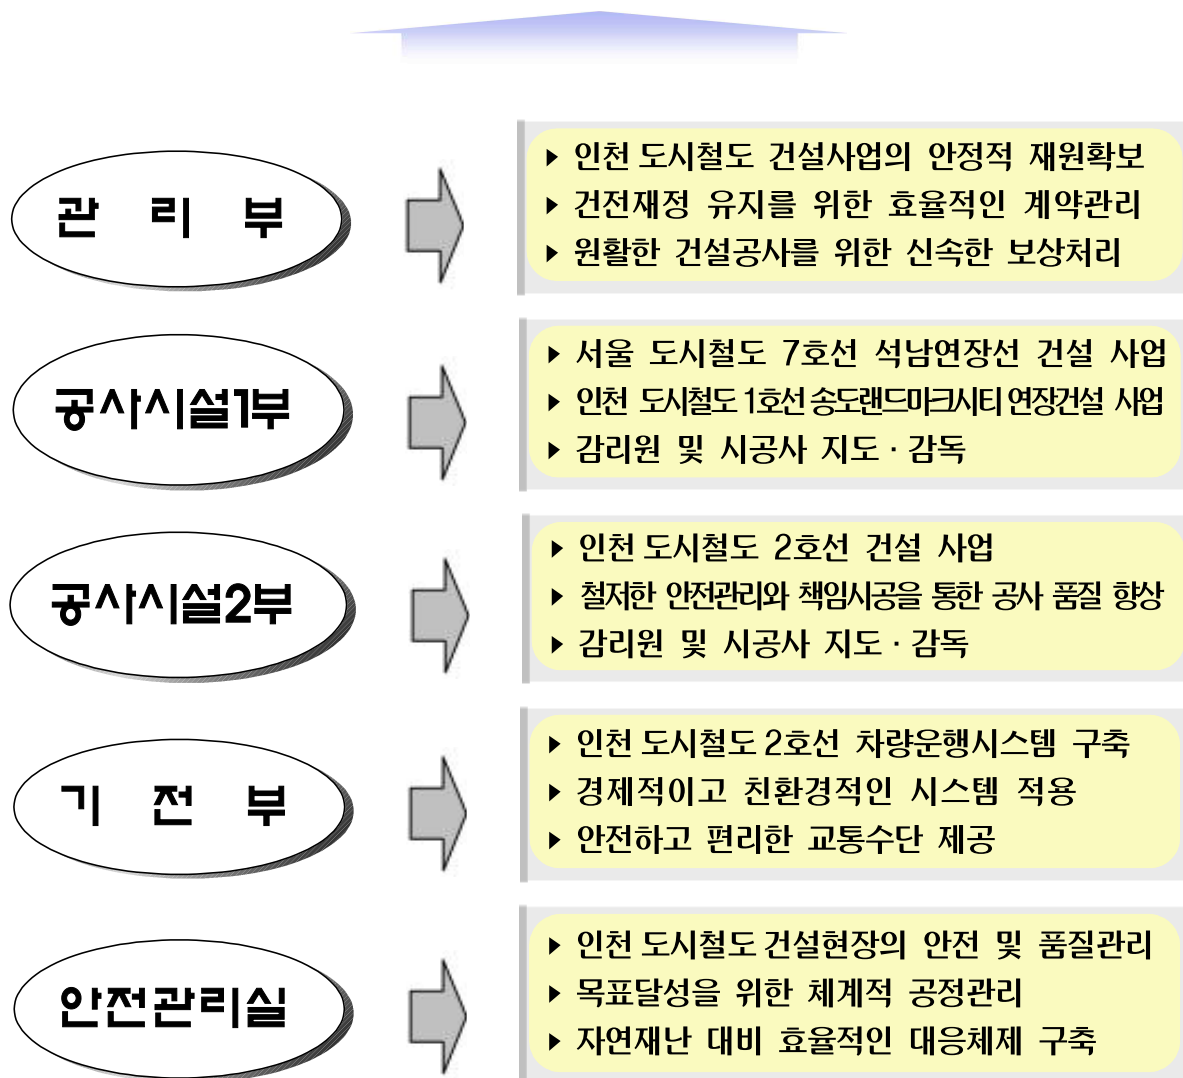 관 리 부
▶ 인천 도시철도 건설사업의 안정적 재원확보
▶ 건전재정 유지를 위한 효율적인 계약관리
▶ 원활한 건설공사를 위한 신속한 보상처리
공사시설1부
▶ 서울 도시철도 7호선 석남연장선 건설 사업
▶ 인천 도시철도 1호선 송도랜드마크시티 연장건설 사업
▶ 감리원 및 시공사 지도 · 감독
공사시설2부
▶ 인천 도시철도 2호선 건설 사업
▶ 철저한 안전관리와 책임시공을 통한 공사 품질 향상
▶ 감리원 및 시공사 지도 · 감독
기 전 부
▶ 인천 도시철도 2호선 차량운행시스템 구축
▶ 경제적이고 친환경적인 시스템 적용
▶ 안전하고 편리한 교통수단 제공
안전관리실
▶ 인천 도시철도 건설현장의 안전 및 품질관리
▶ 목표달성을 위한 체계적 공정관리
▶ 자연재난 대비 효율적인 대응체제 구축